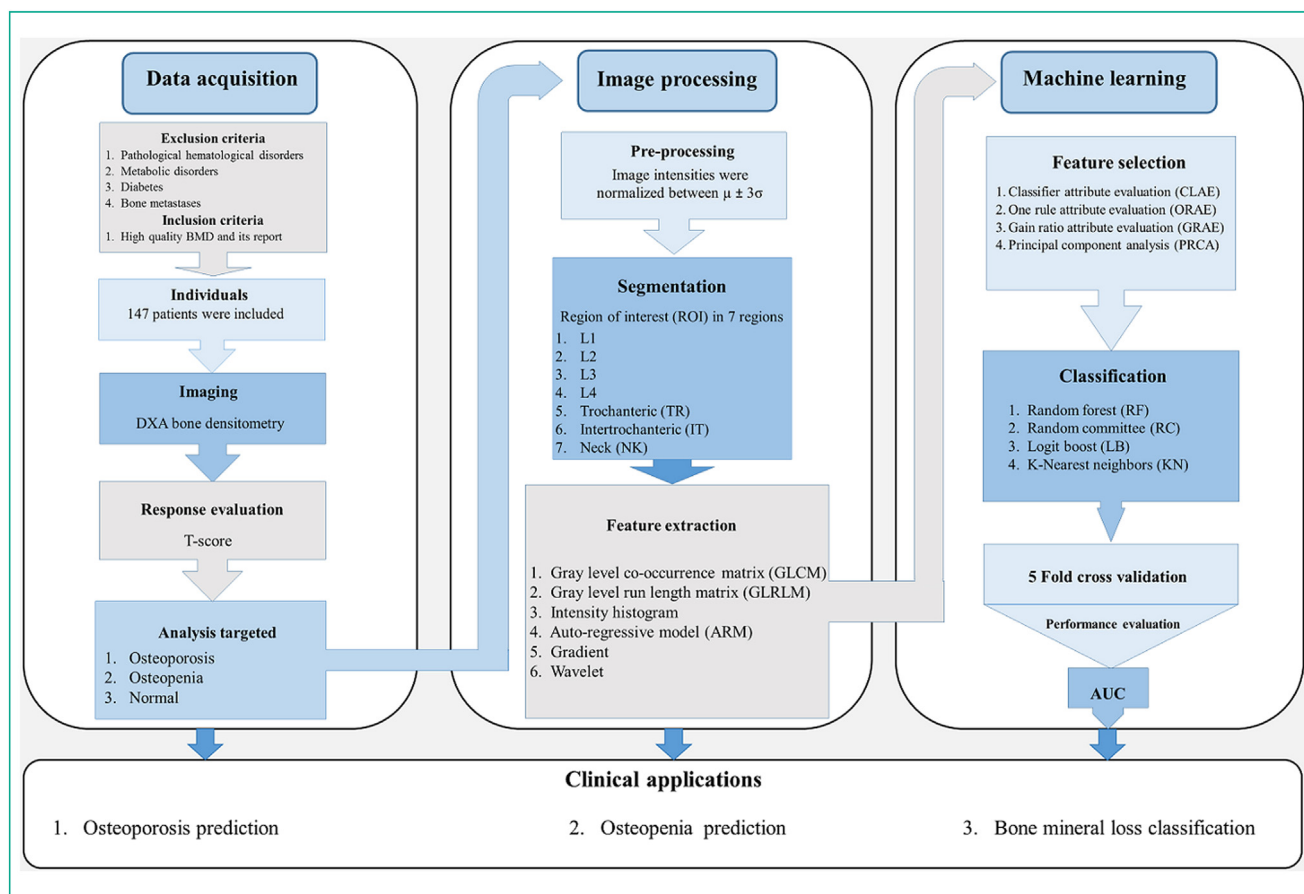 Data acquisition
Exclusion criteria
1. Pathological hematological disorders
2. Metabolic disorders
3. Diabetes
4. Bone metastases
Inclusion criteria
1. High quality BMD and its report
Individuals
147 patients were included
Imaging
DXA bone densitometry
Response evaluation
T-score
Analysis targeted
1. Osteoporosis
2. Osteopenia
3. Normal
Image processing
Pre-processing
Image intensities were
normalized between µ ± 3σ
Segmentation
Region of interest (ROI) in 7 regions
1. L1
2. L2
3. L3
4. L4
5. Trochanteric (TR)
6. Intertrochanteric (IT)
7. Neck (NK)
Feature extraction
1. Gray level co-occurrence matrix (GLCM)
2. Gray level run length matrix (GLRLM)
3. Intensity histogram
4. Auto-regressive model (ARM)
5. Gradient
6. Wavelet
Machine learning
Feature selection
1. Classifier attribute evaluation (CLAE)
2. One rule attribute evaluation (ORAE)
3. Gain ratio attribute evaluation (GRAE)
4. Principal component analysis (PRCA)
Classification
1. Random forest (RF)
2. Random committee (RC)
3. Logit boost (LB)
4. K-Nearest neighbors (KN)
5 Fold cross validation
Performance evaluation
AUC
Clinical applications
1. Osteoporosis prediction
2. Osteopenia prediction
3. Bone mineral loss classification